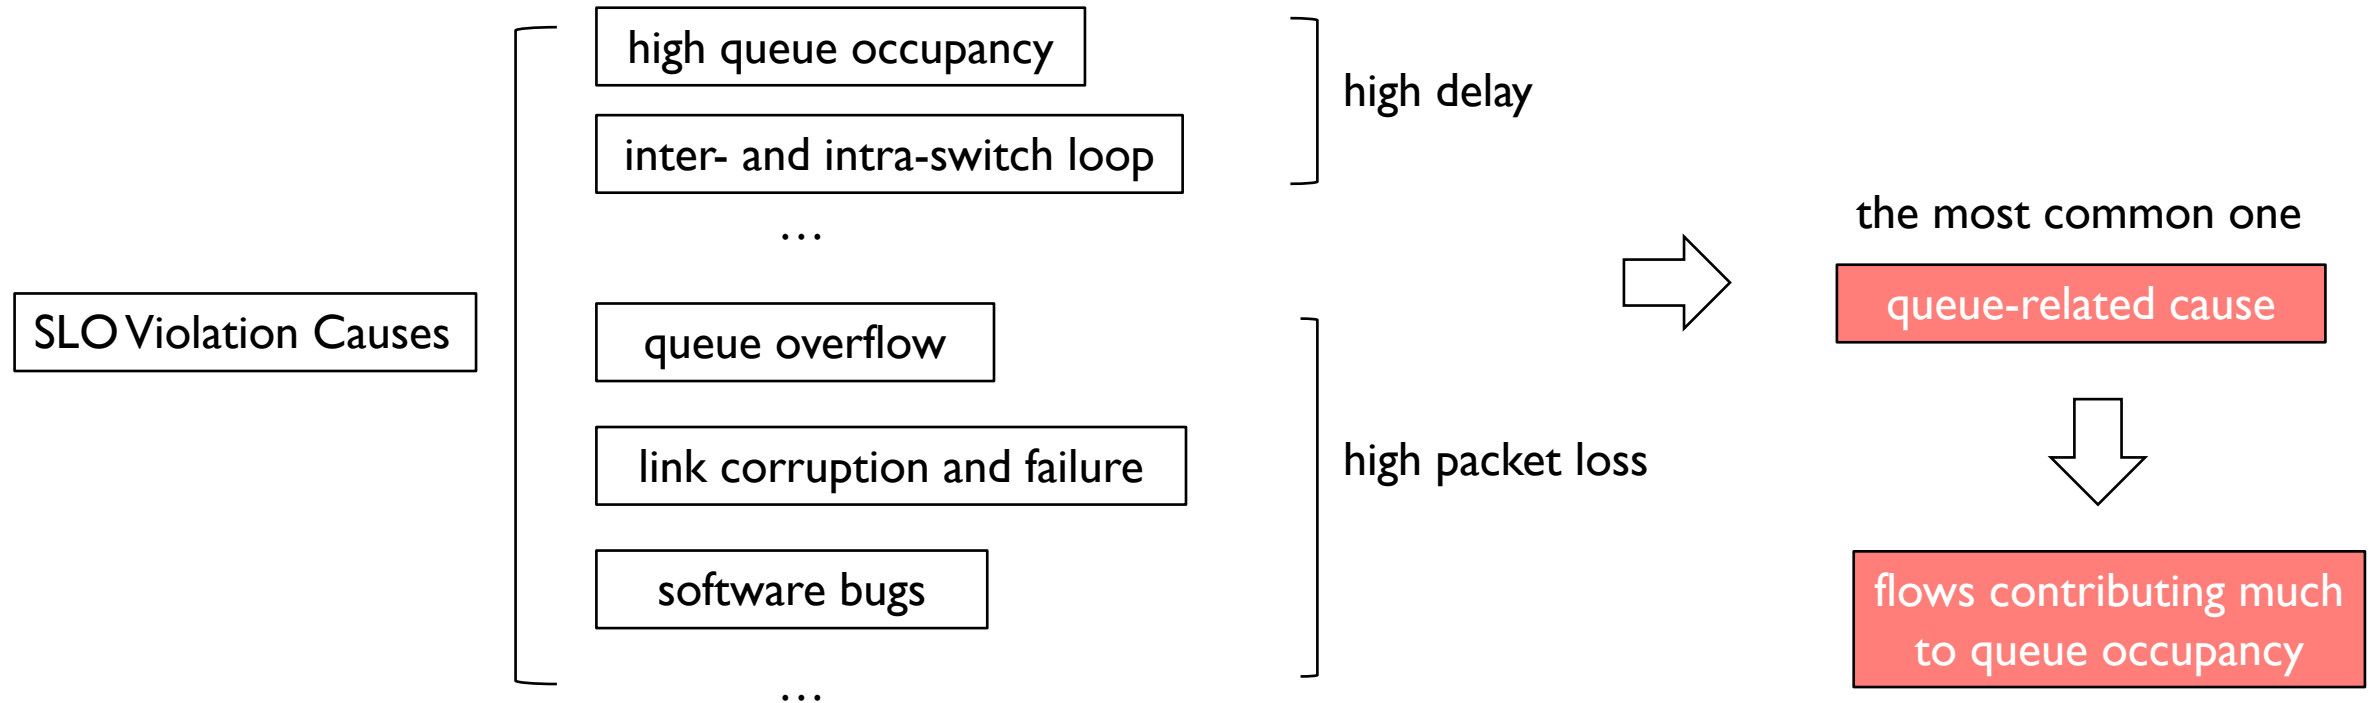 SLO Violation Causes
high queue occupancy
inter- and intra-switch loop
…
queue overflow
link corruption and failure
software bugs
…
high delay
high packet loss
the most common one
queue-related cause
flows contributing much
to queue occupancy